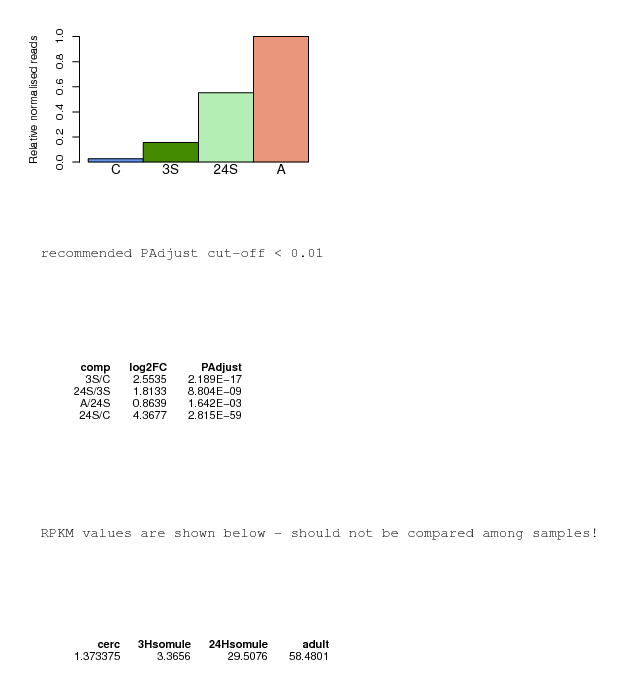 Relative normalised reads
1.0
0.8
0.6
0.4
0.2
0.0
C 3S 24S A
recommended PAdjust cut-off < 0.01
comp log2FC PAdjust
3S/C 2.5535 2.189E-17
24S/3S 1.8133 8.804E-09
A/24S 0.8639 1.642E-03
24S/C 4.3677 2.815E-59
RPKM values are shown below - should not be compared among samples!
cerc 3Hsomule 24Hsomule adult
1.373375 3.3656 29.5076 58.4801